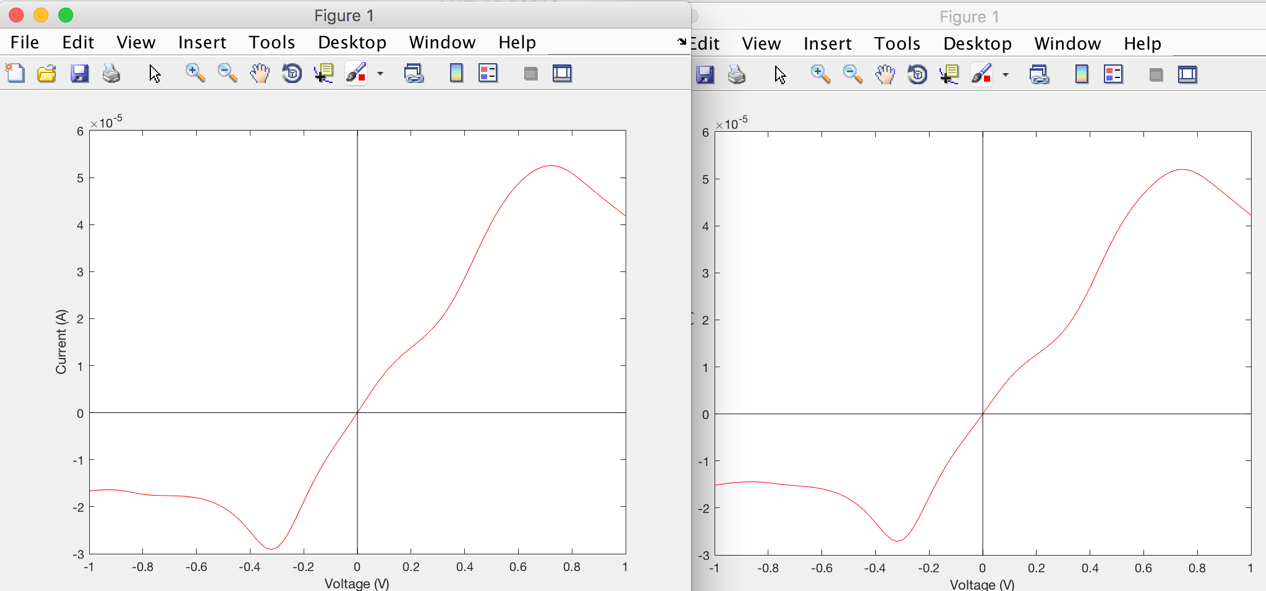 Figure 1
File Edit View Insert Tools Desktop Window Help
×10-5
6
5
4
3
2
1
0
-1
-2
-3
Current (A)
-1 -0.8 -0.6 -0.4 -0.2 0 0.2 0.4 0.6 0.8 1
Voltage (V)
Figure 1
Edit View Insert Tools Desktop Window Help
×10-5
6
5
4
3
2
1
0
-1
-2
-3
-1 -0.8 -0.6 -0.4 -0.2 0 0.2 0.4 0.6 0.8 1
Voltage (V)